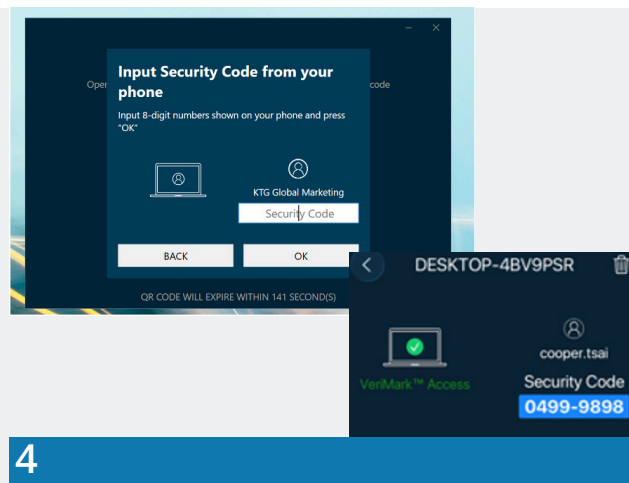 Oper
code
Input Security Code from your
phone
Input 8-digit numbers shown on your phone and press
"OK"
KTG Global Marketing
Security Code
BACK
OK
QR CODE WILL EXPIRE WITHIN 141 SECOND(S)
DESKTOP-4BV9PSR
cooper.tsai
VeriMark™ Access
Security Code
0499-9898
4